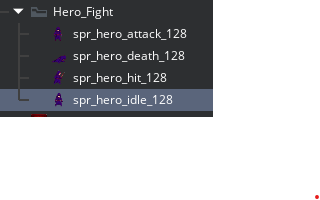 Hero_Fight
spr_hero_attack_128
spr_hero_death_128
spr_hero_hit_128
spr_hero_idle_128